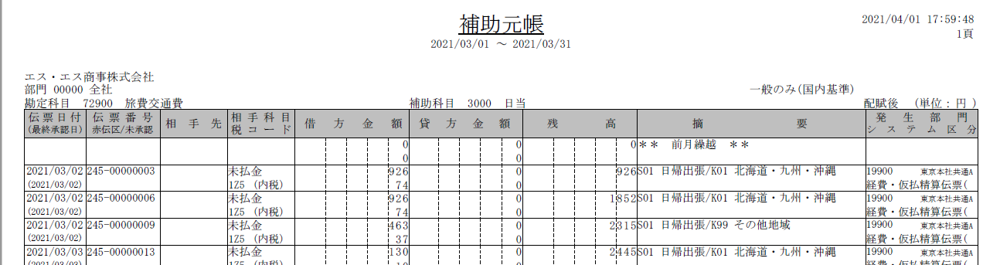 補助元帳
2021/04/01 17:59:48
2021/03/01 ～ 2021/03/31
1頁
エス・エス商事株式会社
部門 00000 全社 一般のみ(国内基準)
勘定科目 72900 旅費交通費 補助科目 3000 日当 配賦後 (単位：円)
伝票日付 伝票番号 相手先 相手科目 借方金額 貸方金額 残高 摘要 発生部門
(最終承認日) 赤伝区/未承認 税コード システム区分
0 0 0 ＊＊ 前月繰越 ＊＊
0 0
2021/03/02 245-00000003 未払金 926 0 926 S01 日帰出張/K01 北海道・九州・沖縄 19900 東京本社共通A
(2021/03/02) 1Z5 (内税) 74 0 経費・仮払精算伝票(
2021/03/02 245-00000006 未払金 926 0 1852 S01 日帰出張/K01 北海道・九州・沖縄 19900 東京本社共通A
(2021/03/02) 1Z5 (内税) 74 0 経費・仮払精算伝票(
2021/03/02 245-00000009 未払金 463 0 2315 S01 日帰出張/K99 その他地域 19900 東京本社共通A
(2021/03/02) 1Z5 (内税) 37 0 経費・仮払精算伝票(
2021/03/03 245-00000013 未払金 130 0 2445 S01 日帰出張/K01 北海道・九州・沖縄 19900 東京本社共通A